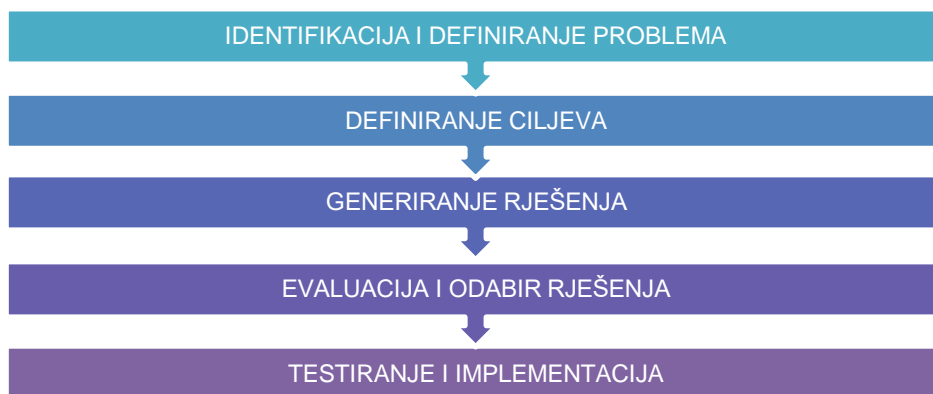 IDENTIFIKACIJA I DEFINIRANJE PROBLEMA
DEFINIRANJE CILJEVA
GENERIRANJE RJEŠENJA
EVALUACIJA I ODABIR RJEŠENJA
TESTIRANJE I IMPLEMENTACIJA